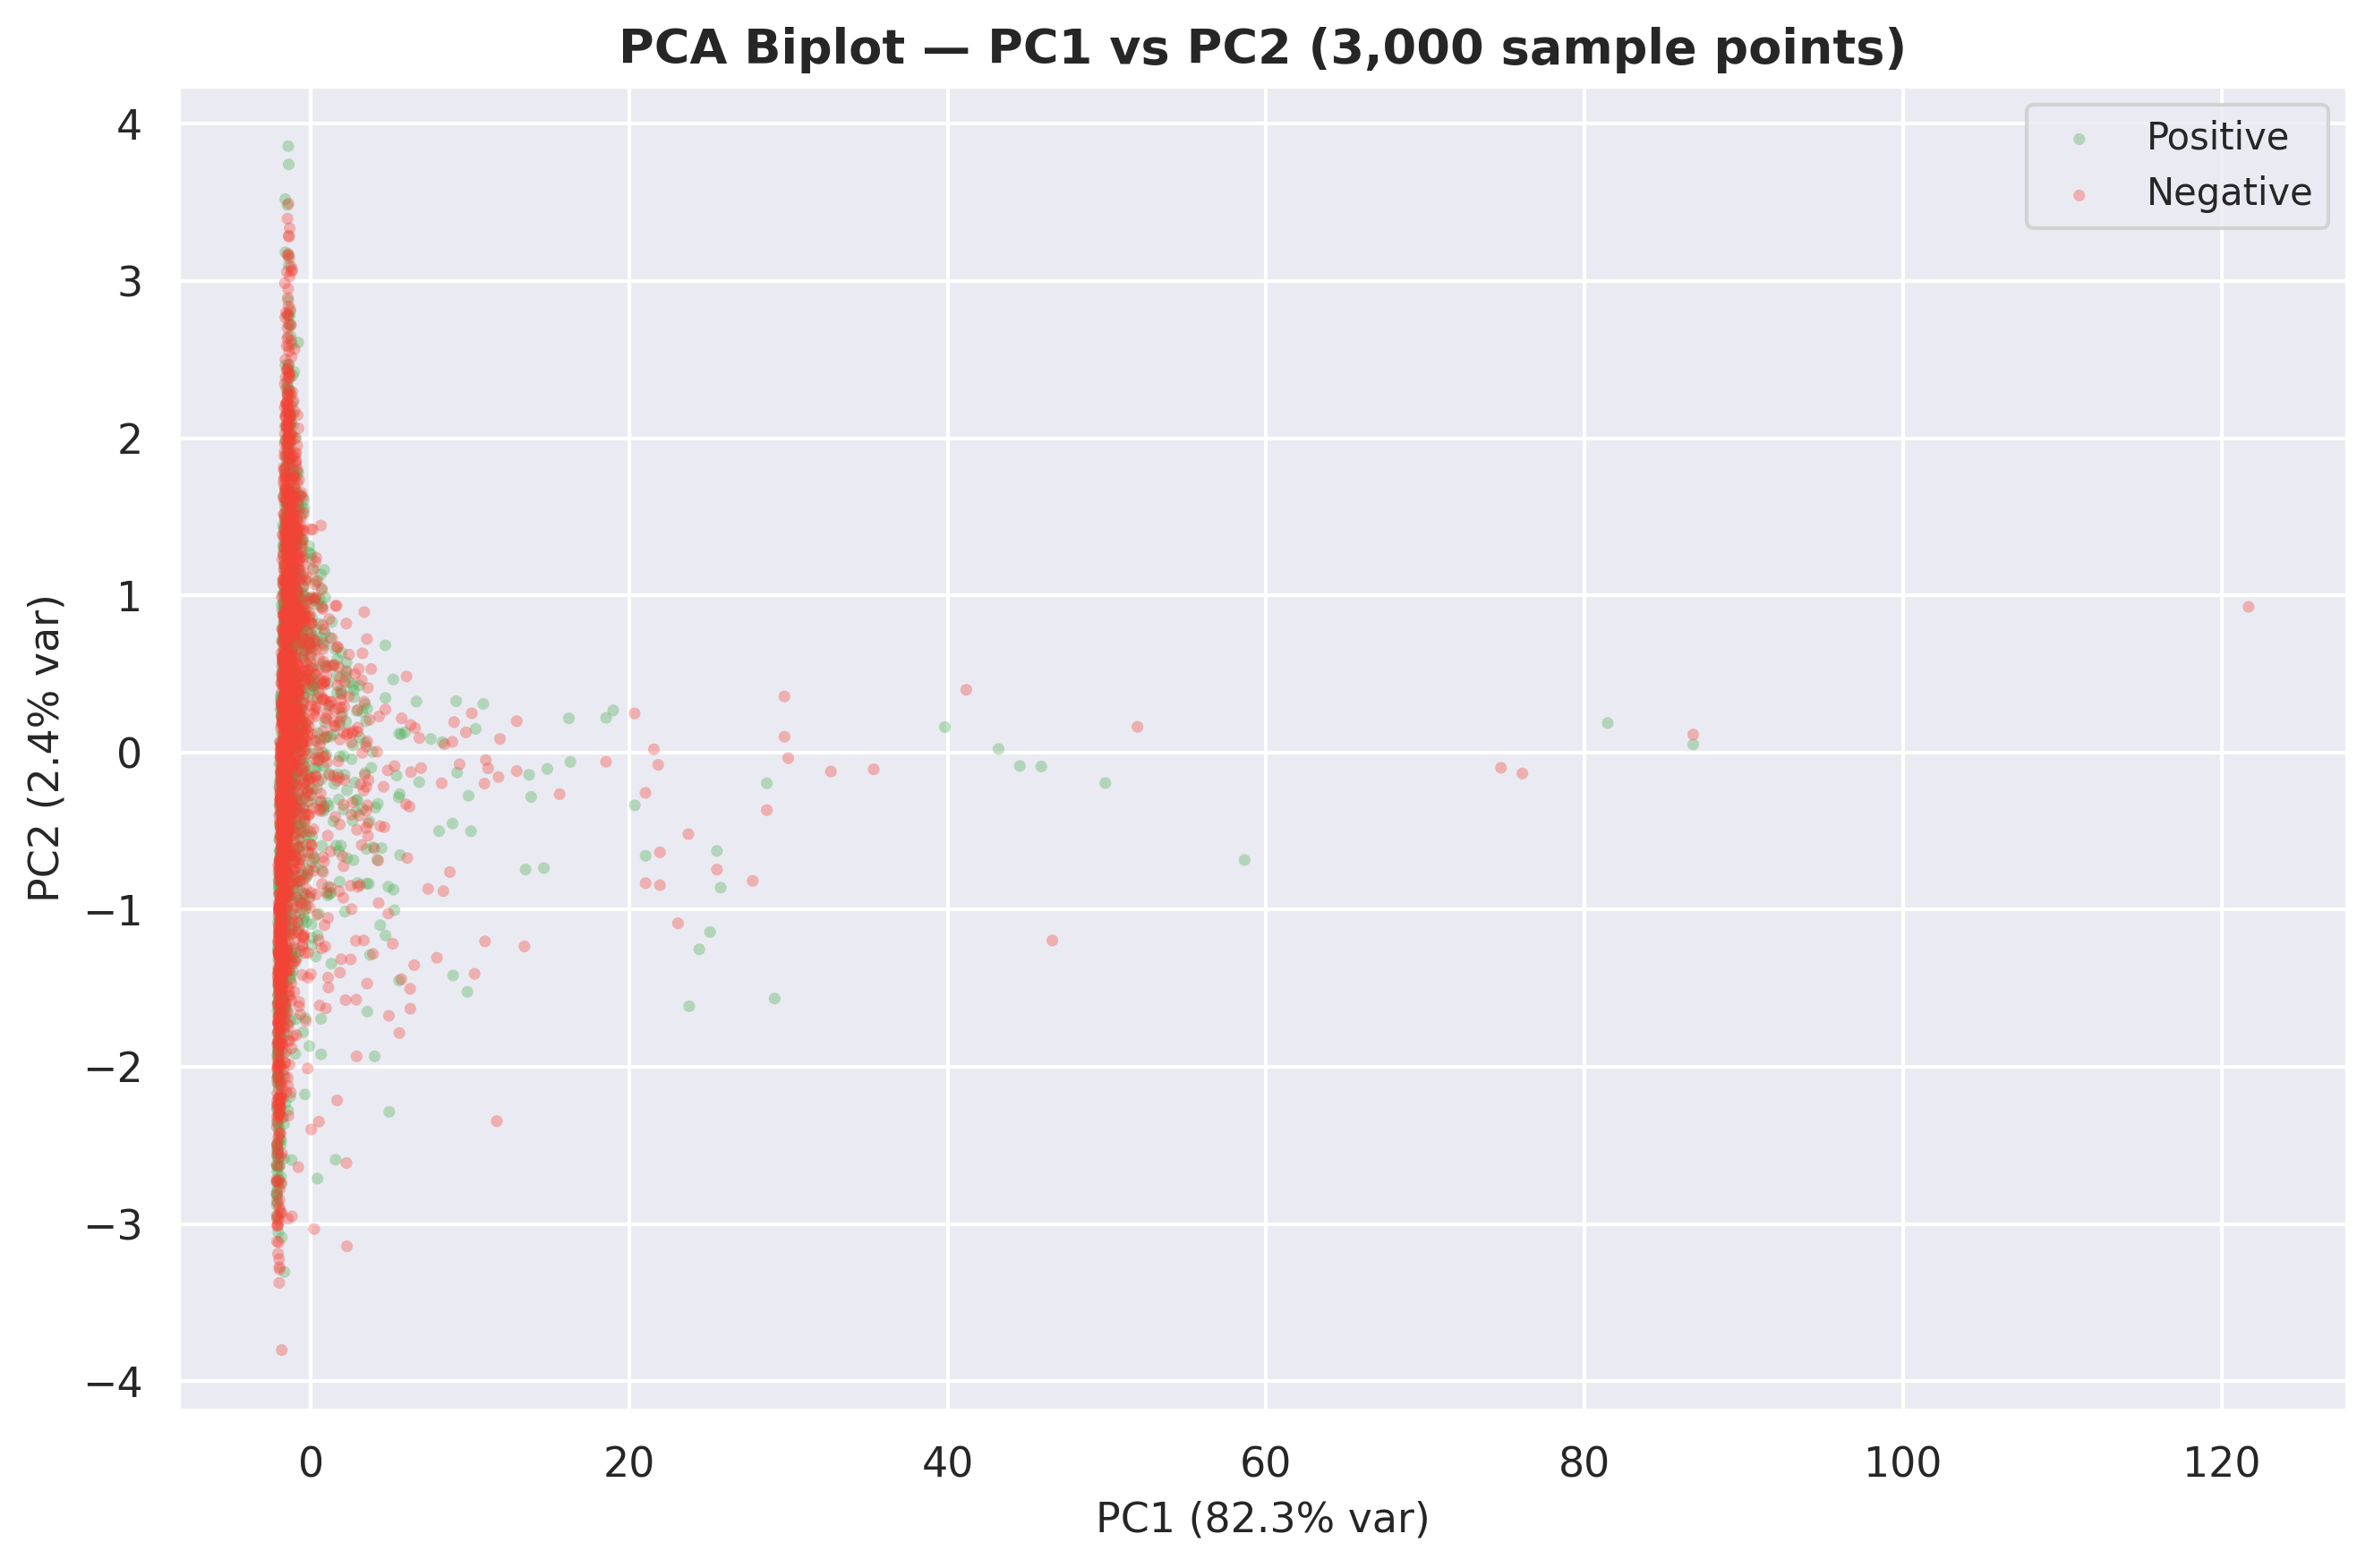 PCA Biplot — PC1 vs PC2 (3,000 sample points)
Positive
Negative
4
3
2
1
0
−1
−2
−3
−4
PC2 (2.4% var)
0 20 40 60 80 100 120
PC1 (82.3% var)